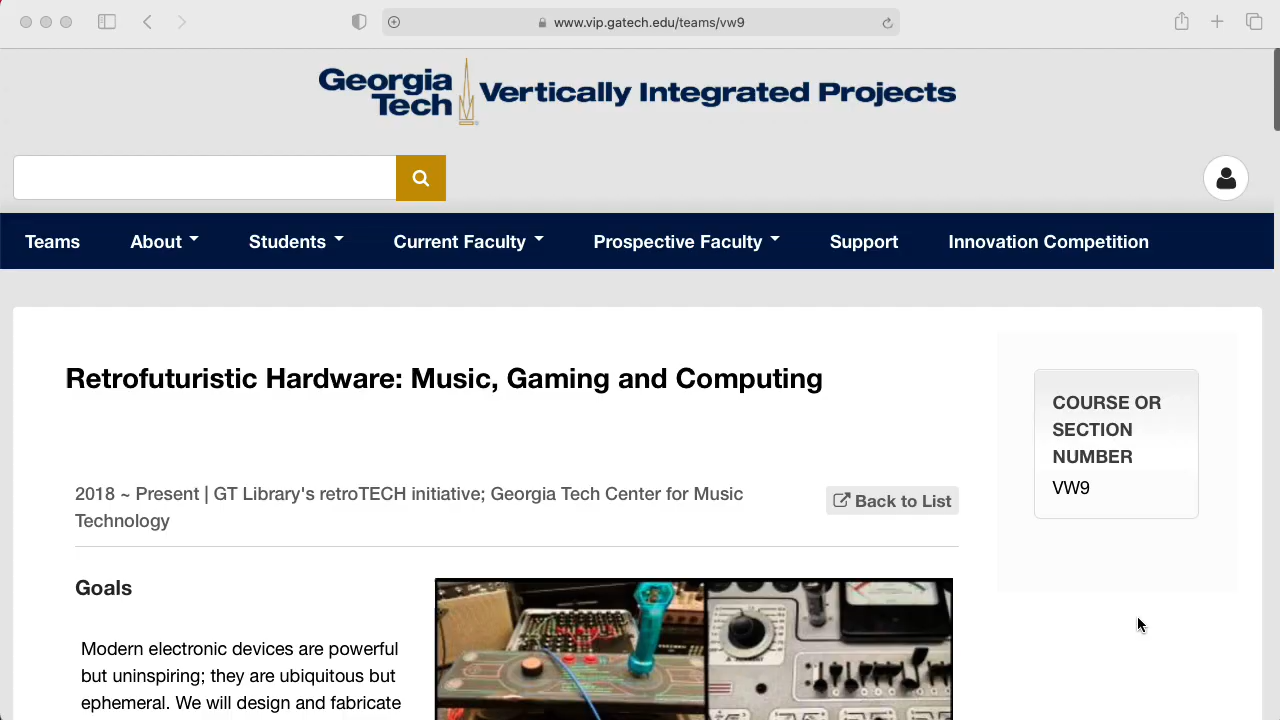 www.vip.gatech.edu/teams/vw9
Georgia
Tech
Vertically Integrated Projects
Teams
About
Students
Current Faculty
Prospective Faculty
Support
Innovation Competition
Retrofuturistic Hardware: Music, Gaming and Computing
2018 ~ Present | GT Library's retroTECH initiative; Georgia Tech Center for Music
Technology
Back to List
COURSE OR
SECTION
NUMBER
VW9
Goals
Modern electronic devices are powerful
but uninspiring; they are ubiquitous but
ephemeral. We will design and fabricate